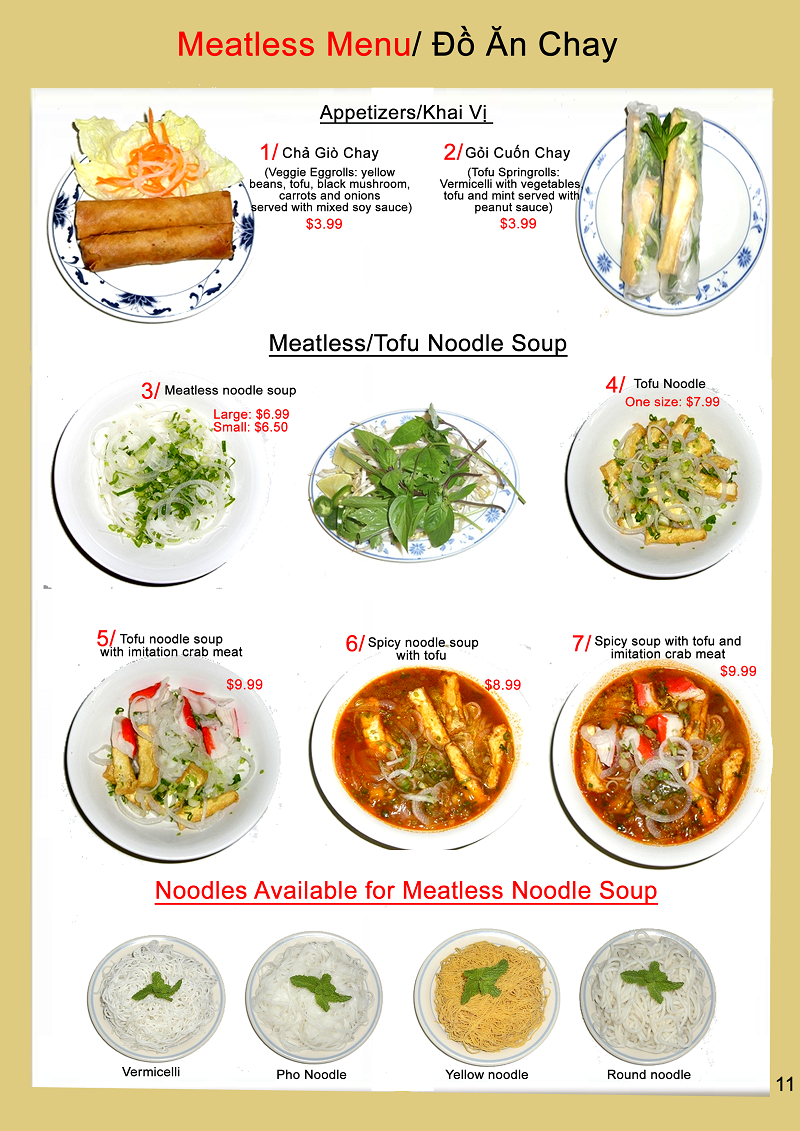 Meatless Menu/ Đồ Ăn Chay
Appetizers/Khai Vị
1/ Chả Giò Chay
(Veggie Eggrolls: yellow
beans, tofu, black mushroom,
carrots and onions
served with mixed soy sauce)
$3.99
2/ Gỏi Cuốn Chay
(Tofu Springrolls:
Vermicelli with vegetables,
tofu and mint served with
peanut sauce)
$3.99
Meatless/Tofu Noodle Soup
3/ Meatless noodle soup
Large: $6.99
Small: $6.50
4/ Tofu Noodle
One size: $7.99
5/ Tofu noodle soup
with imitation crab meat
$9.99
6/ Spicy noodle soup
with tofu
$8.99
7/ Spicy soup with tofu and
imitation crab meat
$9.99
Noodles Available for Meatless Noodle Soup
Vermicelli
Pho Noodle
Yellow noodle
Round noodle
11